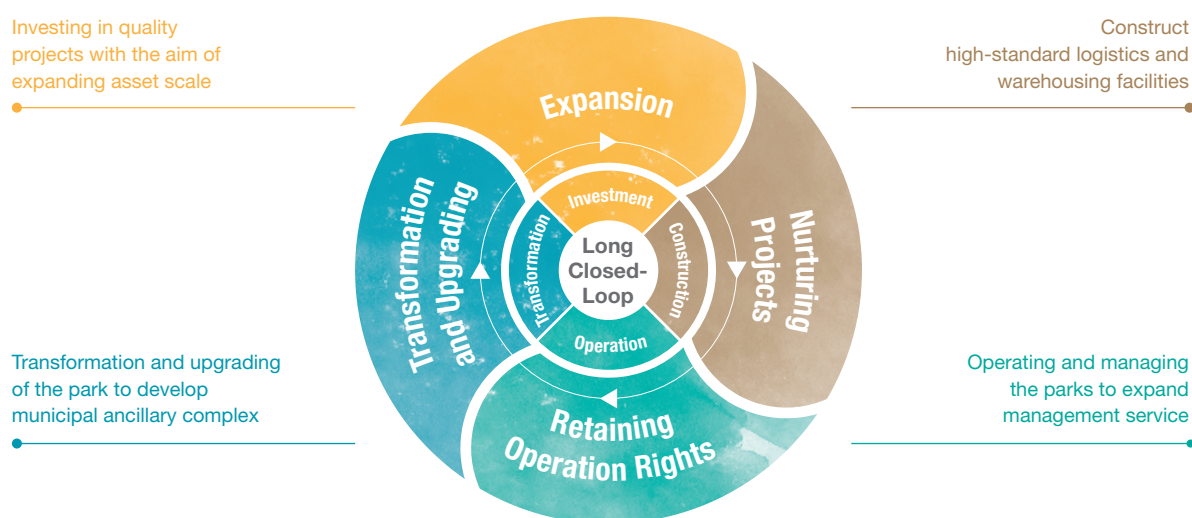 Investing in quality
projects with the aim of
expanding asset scale
Construct
high-standard logistics and
warehousing facilities
Expansion
Nurturing
Projects
Transformation
and Upgrading
Investment
Construction
Transformation
Operation
Long
Closed-
Loop
Retaining
Operation Rights
Transformation and upgrading
of the park to develop
municipal ancillary complex
Operating and managing
the parks to expand
management service